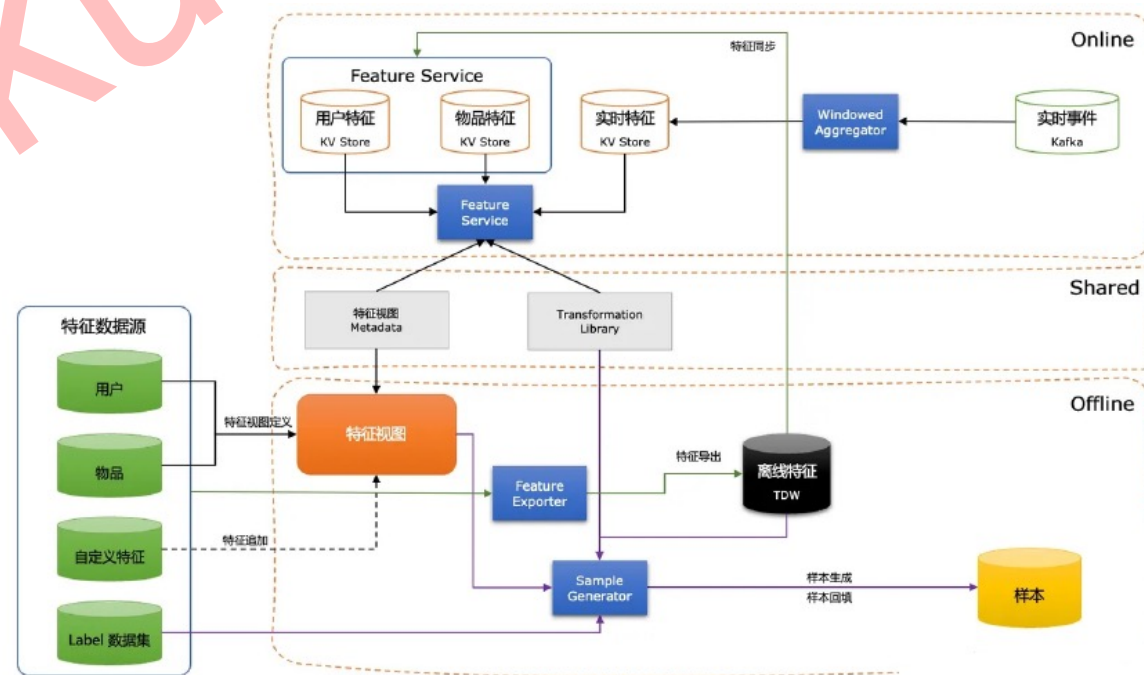 特征同步
Online
Feature Service
用户特征
KV Store
物品特征
KV Store
实时特征
KV Store
Windowed
Aggregator
实时事件
Kafka
Feature
Service
Shared
特征视图
Metadata
Transformation
Library
特征数据源
用户
物品
自定义特征
Label 数据集
特征视图定义
特征追加
Offline
特征视图
Feature
Exporter
特征导出
离线特征
TDW
Sample
Generator
样本生成
样本回填
样本